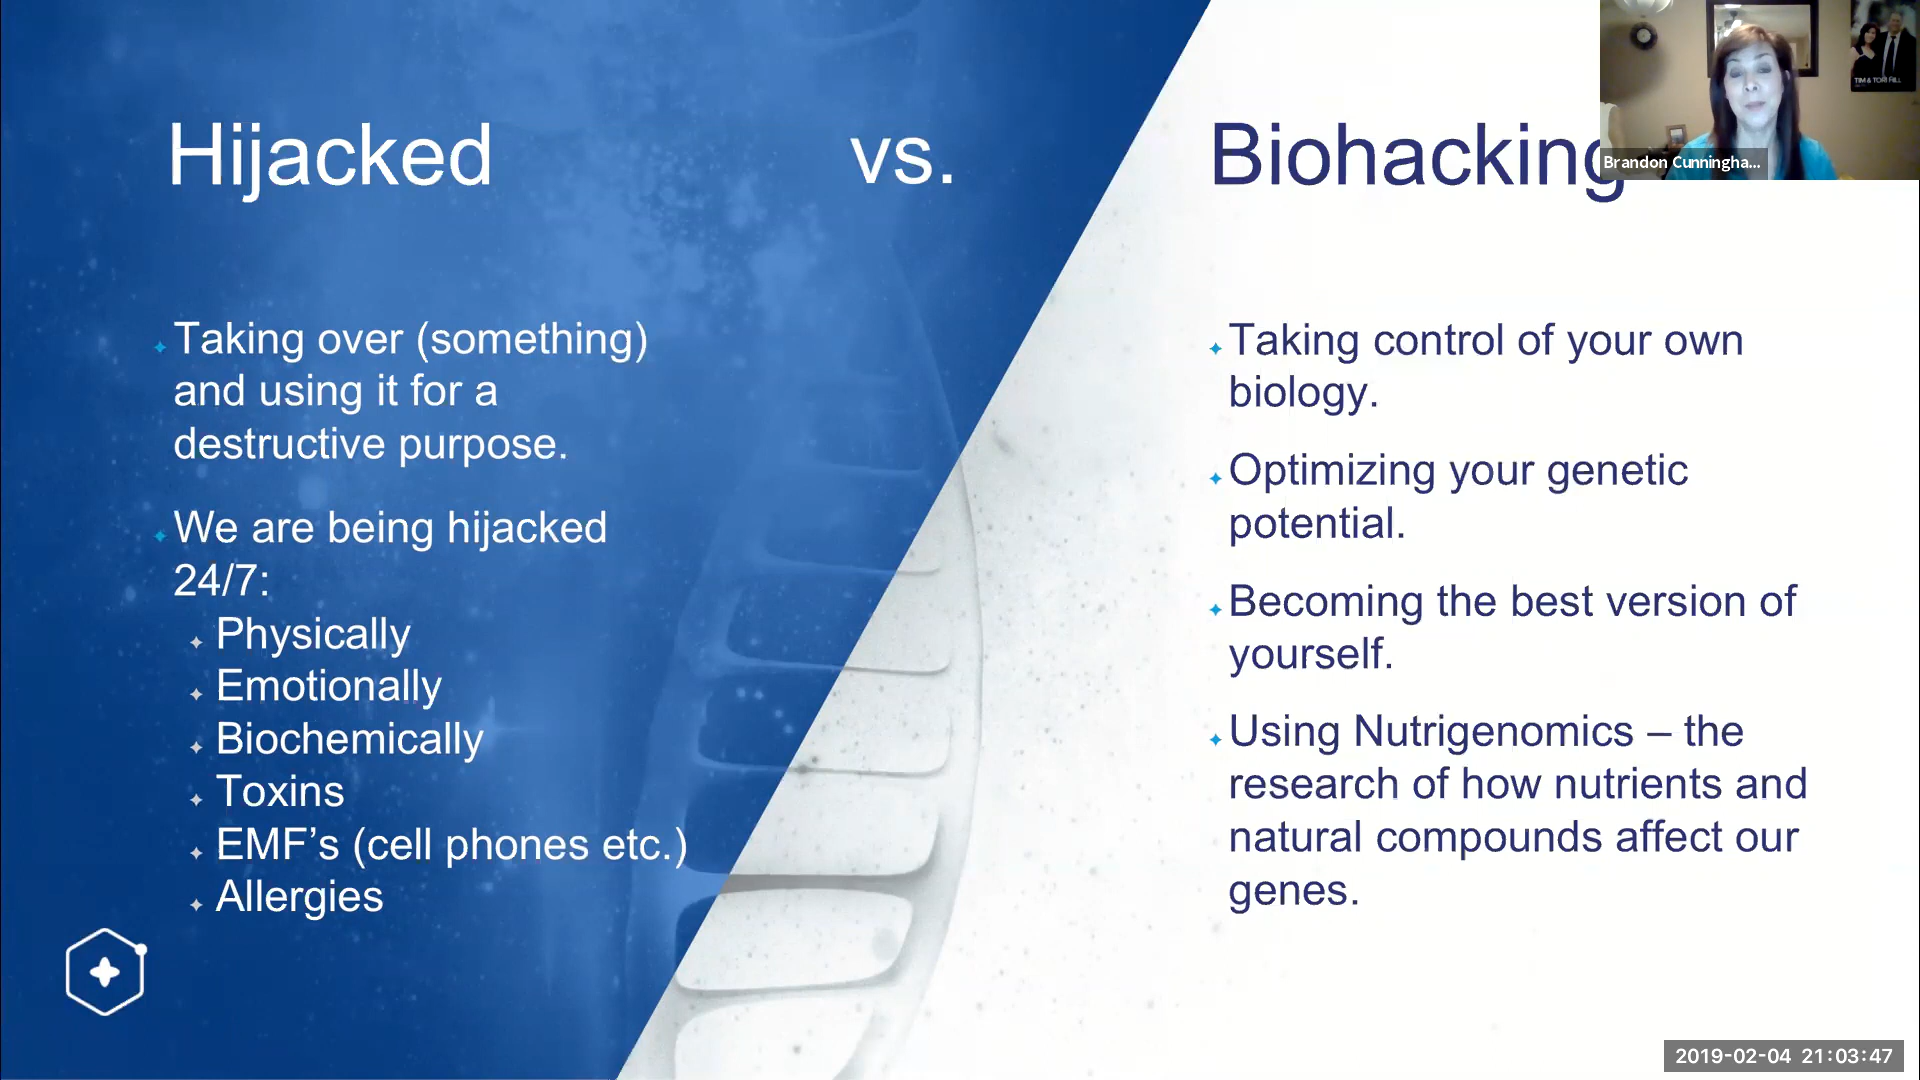 Hijacked
vs.
Biohacking
Taking over (something)
and using it for a
destructive purpose.
We are being hijacked
24/7:
Physically
Emotionally
Biochemically
Toxins
EMF’s (cell phones etc.)
Allergies
Taking control of your own
biology.
Optimizing your genetic
potential.
Becoming the best version of
yourself.
Using Nutrigenomics – the
research of how nutrients and
natural compounds affect our
genes.
TIM & TORI
Brandon Cunningha...
2019-02-04 21:03:47